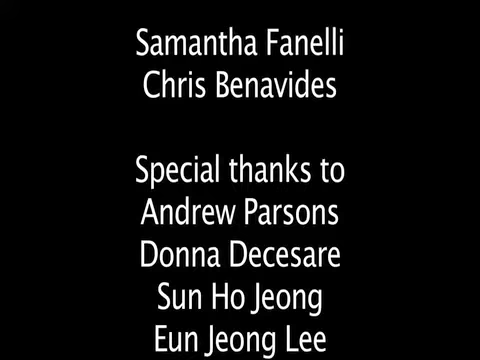 Samantha Fanelli
Chris Benavides
Special thanks to
Andrew Parsons
Donna Decesare
Sun Ho Jeong
Eun Jeong Lee